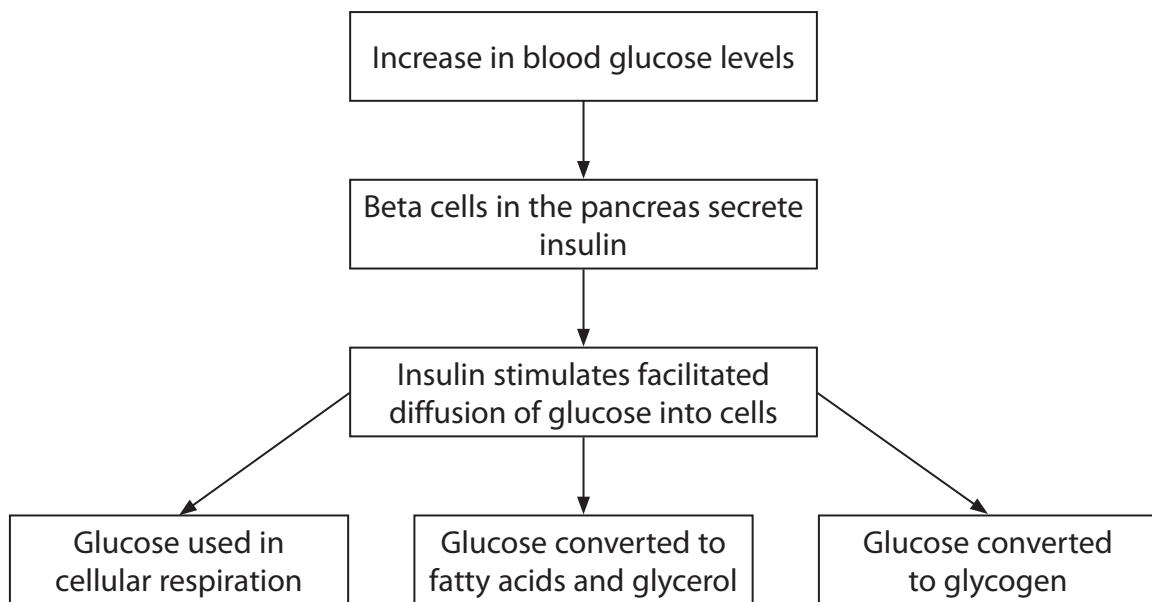 Increase in blood glucose levels
Beta cells in the pancreas secrete
insulin
Insulin stimulates facilitated
diffusion of glucose into cells
Glucose used in
cellular respiration
Glucose converted to
fatty acids and glycerol
Glucose converted
to glycogen